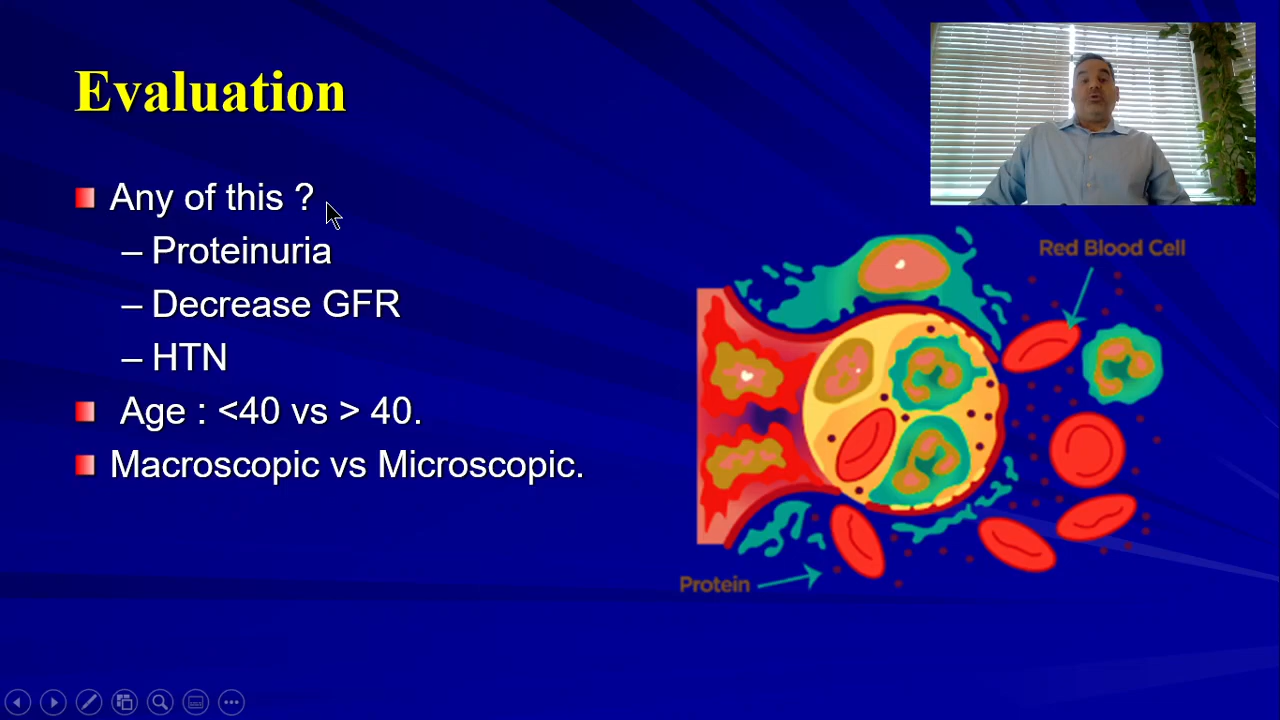 Evaluation
Any of this ?
– Proteinuria
– Decrease GFR
– HTN
Age : <40 vs > 40.
Macroscopic vs Microscopic.
Red Blood Cell
Protein